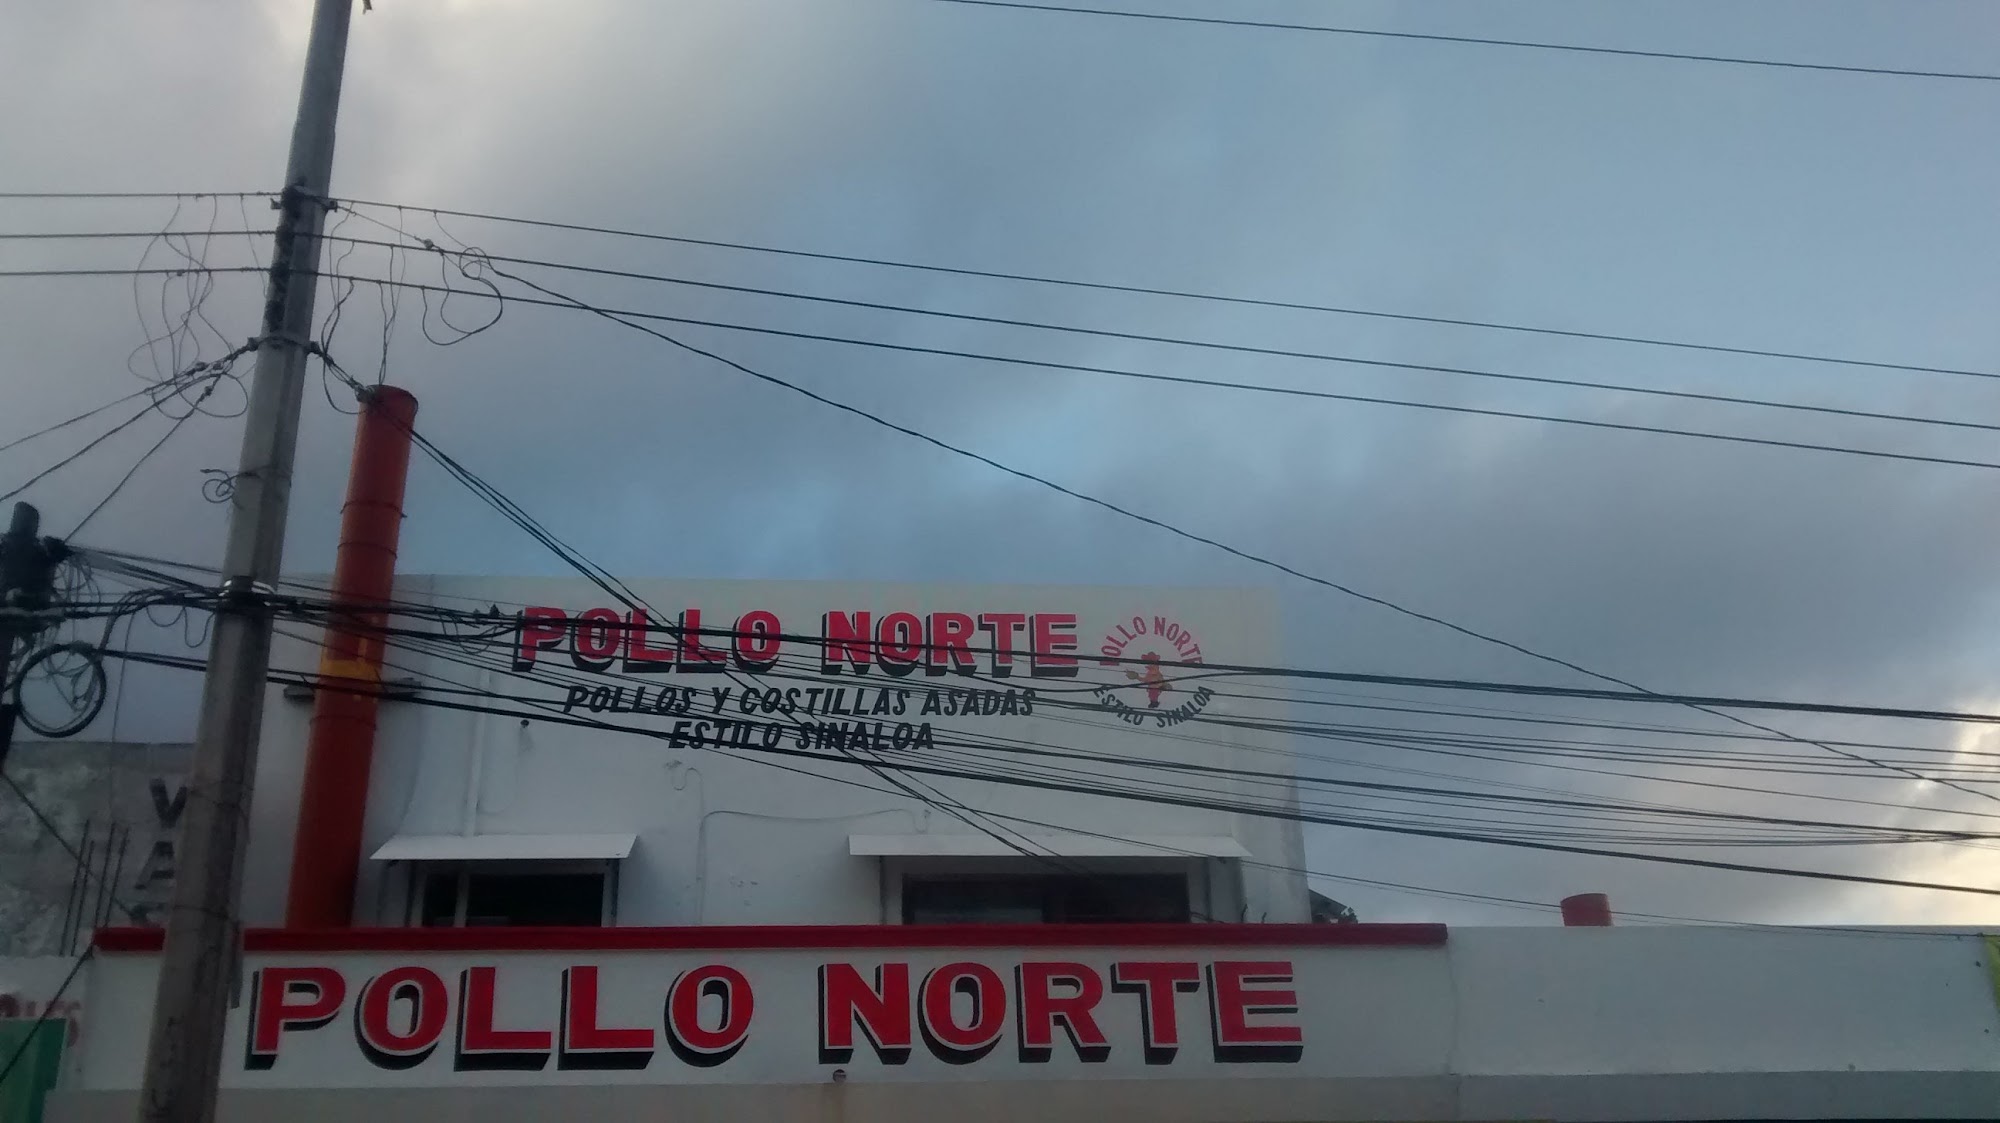 POLLO NORTE
POLLOS Y COSTILLAS ASADAS
ESTILO SINALOA
POLLO NORTE
ESTILO SINALOA
POLLO NORTE